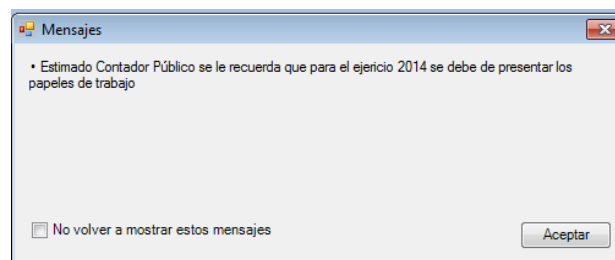 Mensajes
• Estimado Contador Público se le recuerda que para el ejercicio 2014 se debe de presentar los
papeles de trabajo
No volver a mostrar estos mensajes
Aceptar